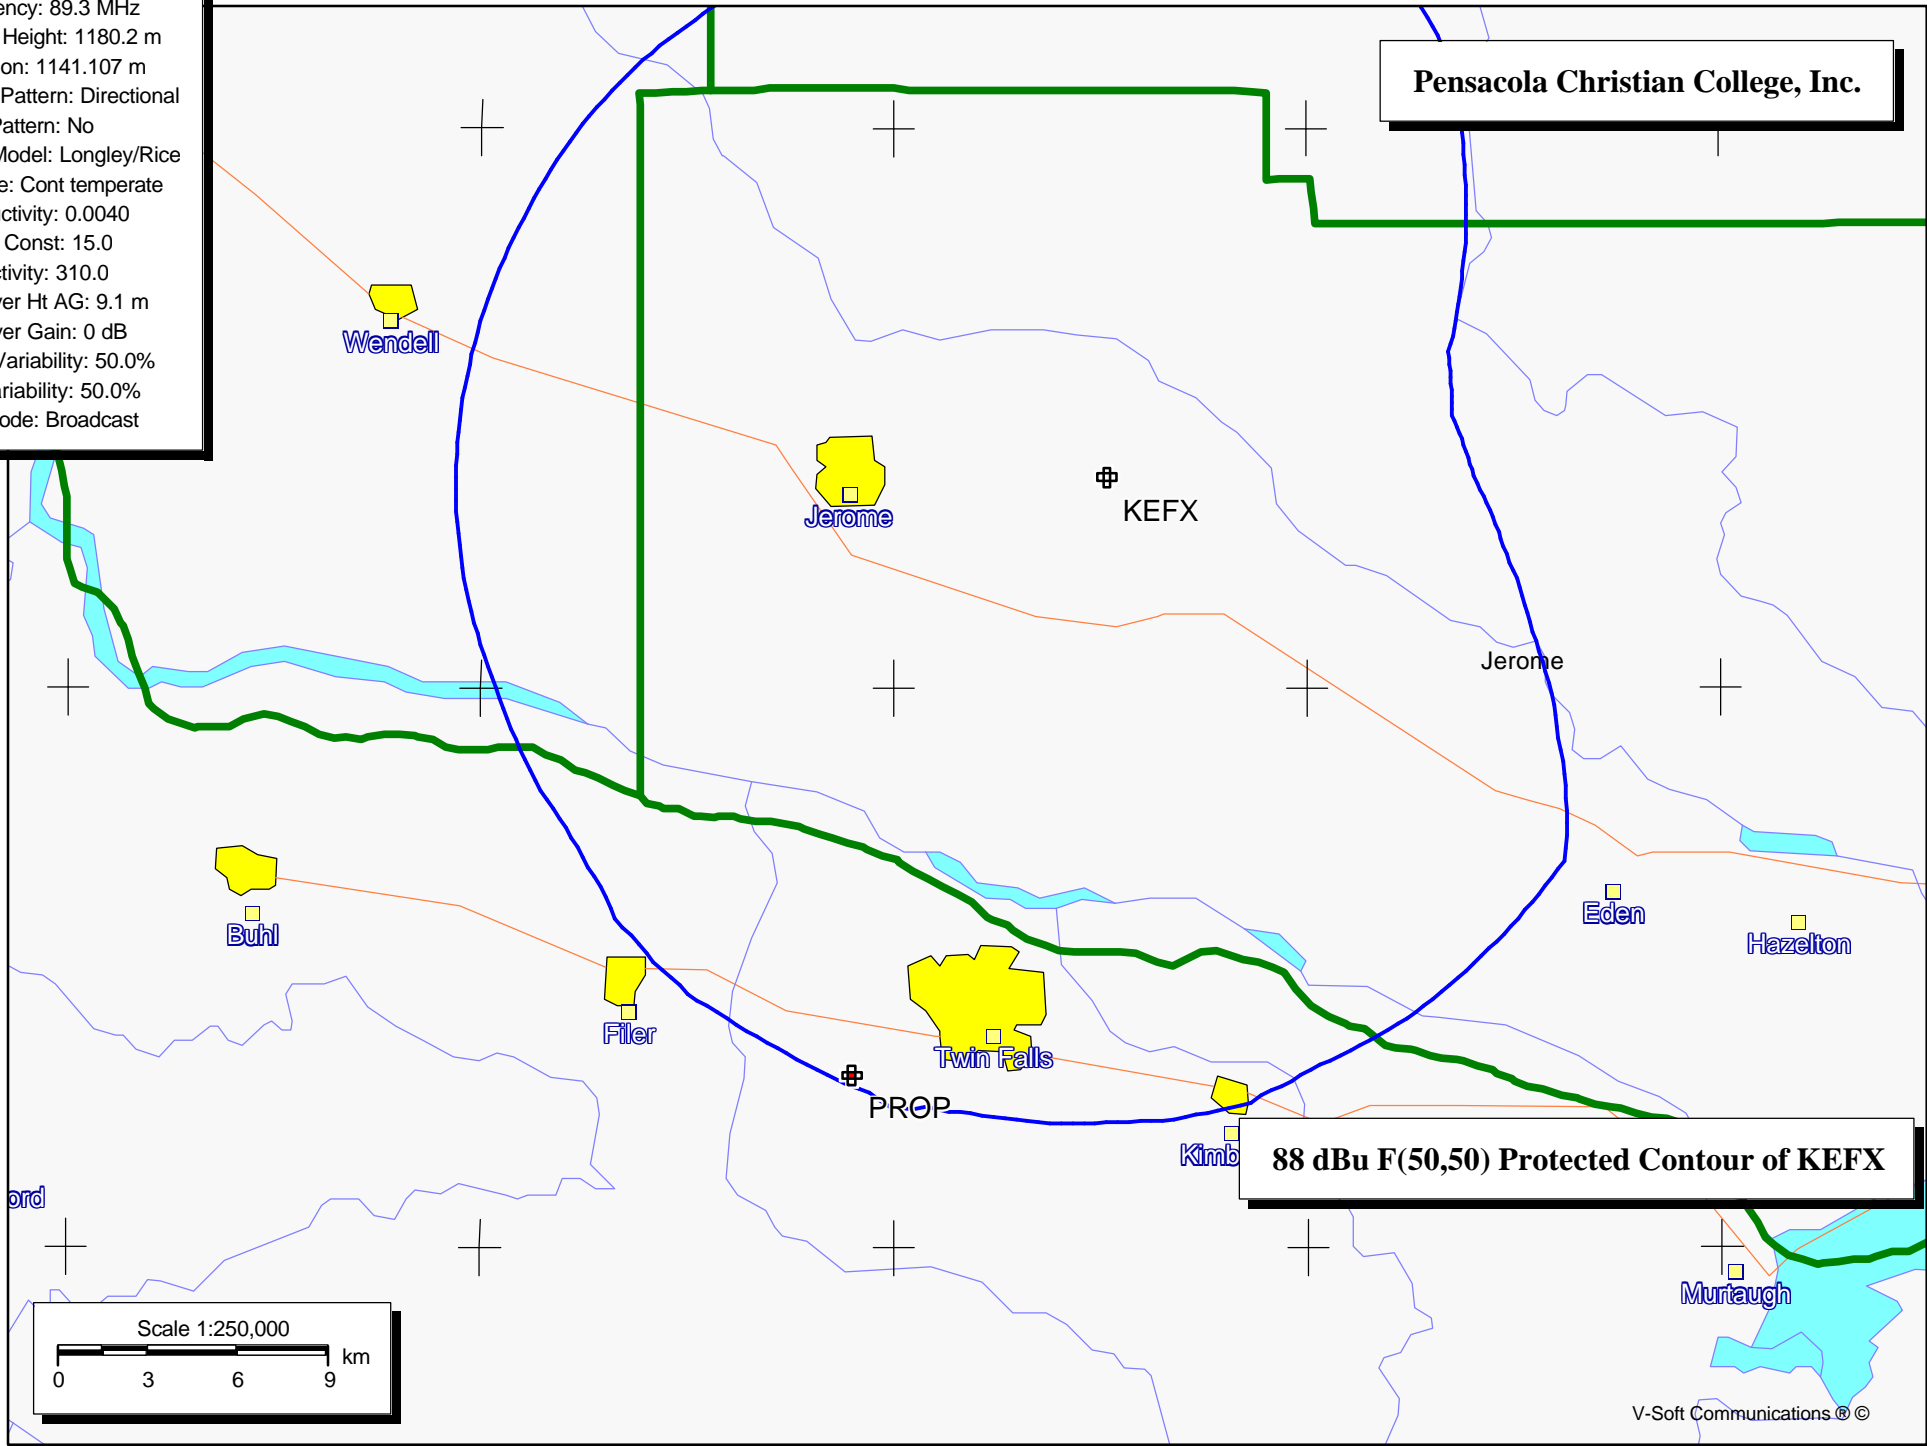 ency: 89.3 MHz
Height: 1180.2 m
on: 1141.107 m
Pattern: Directional
Pattern: No
Model: Longley/Rice
e: Cont temperate
ctivity: 0.0040
Const: 15.0
tivity: 310.0
ver Ht AG: 9.1 m
ver Gain: 0 dB
Variability: 50.0%
riability: 50.0%
ode: Broadcast
Pensacola Christian College, Inc.
Wendell
Jerome
KEFX
Jerome
Buhl
Eden
Hazelton
Filer
Twin Falls
PROP
Kimb
88 dBu F(50,50) Protected Contour of KEFX
ord
Murtaugh
Scale 1:250,000
km
0 3 6 9
V-Soft Communications ® ©